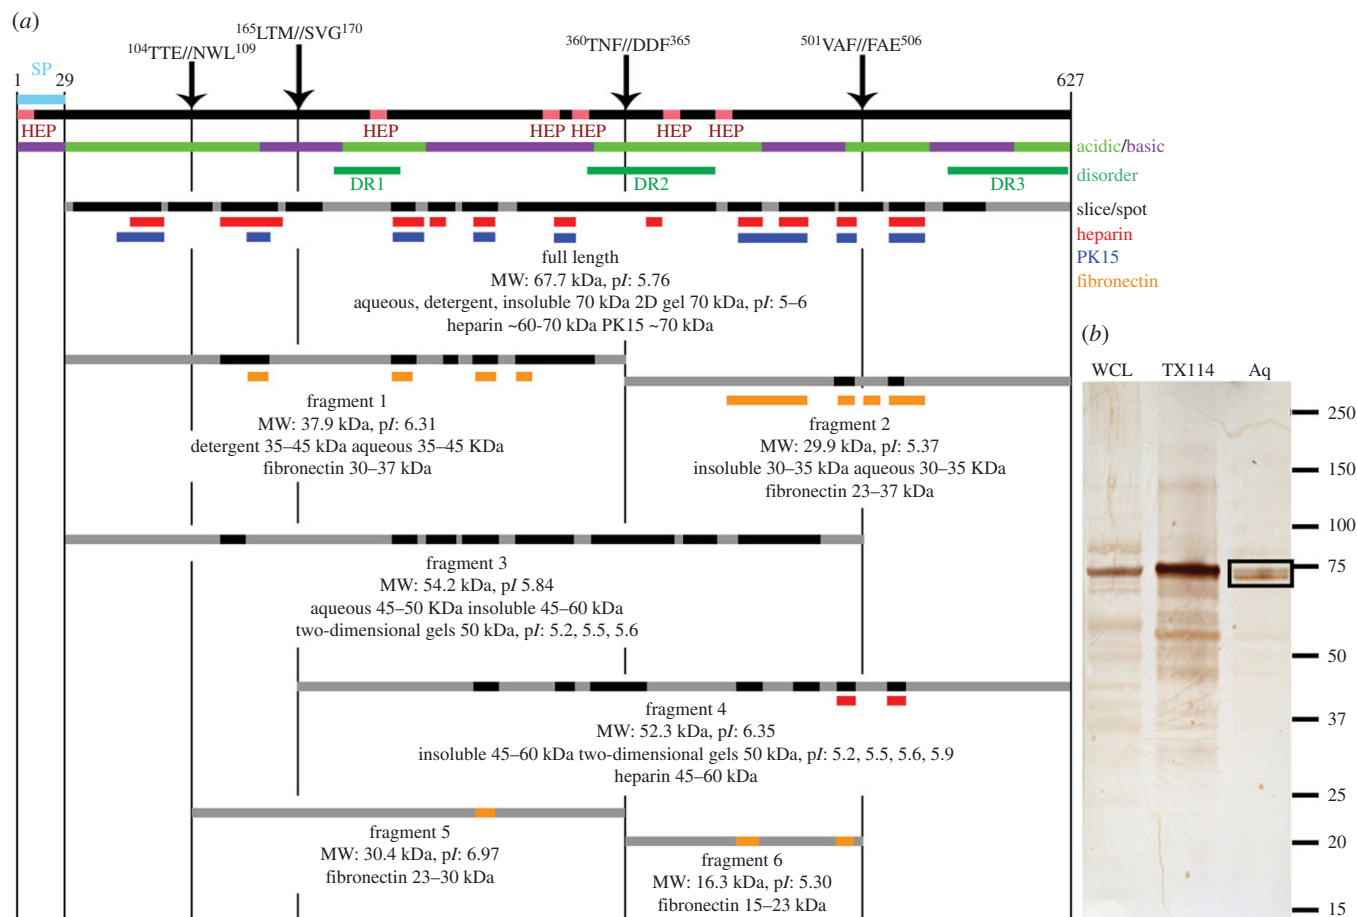 (a)
104TTE//NWL109
165LTM//SVG170
360TNF//DDF365
501VAF//FAE506
SP
1 29 627
HEP HEP HEP HEP HEP HEP
acidic/basic
disorder
DR1 DR2 DR3
slice/spot
heparin
PK15
fibronectin
full length
MW: 67.7 kDa, pI: 5.76
aqueous, detergent, insoluble 70 kDa 2D gel 70 kDa, pI: 5–6
heparin ~60-70 kDa PK15 ~70 kDa
fragment 1
MW: 37.9 kDa, pI: 6.31
detergent 35–45 kDa aqueous 35–45 KDa
fibronectin 30–37 kDa
fragment 2
MW: 29.9 kDa, pI: 5.37
insoluble 30–35 kDa aqueous 30–35 KDa
fibronectin 23–37 kDa
fragment 3
MW: 54.2 kDa, pI 5.84
aqueous 45–50 KDa insoluble 45–60 kDa
two-dimensional gels 50 kDa, pI: 5.2, 5.5, 5.6
fragment 4
MW: 52.3 kDa, pI: 6.35
insoluble 45–60 kDa two-dimensional gels 50 kDa, pI: 5.2, 5.5, 5.6, 5.9
heparin 45–60 kDa
fragment 5
MW: 30.4 kDa, pI: 6.97
fibronectin 23–30 kDa
fragment 6
MW: 16.3 kDa, pI: 5.30
fibronectin 15–23 kDa
(b)
WCL TX114 Aq
250
150
100
75
50
37
25
20
15